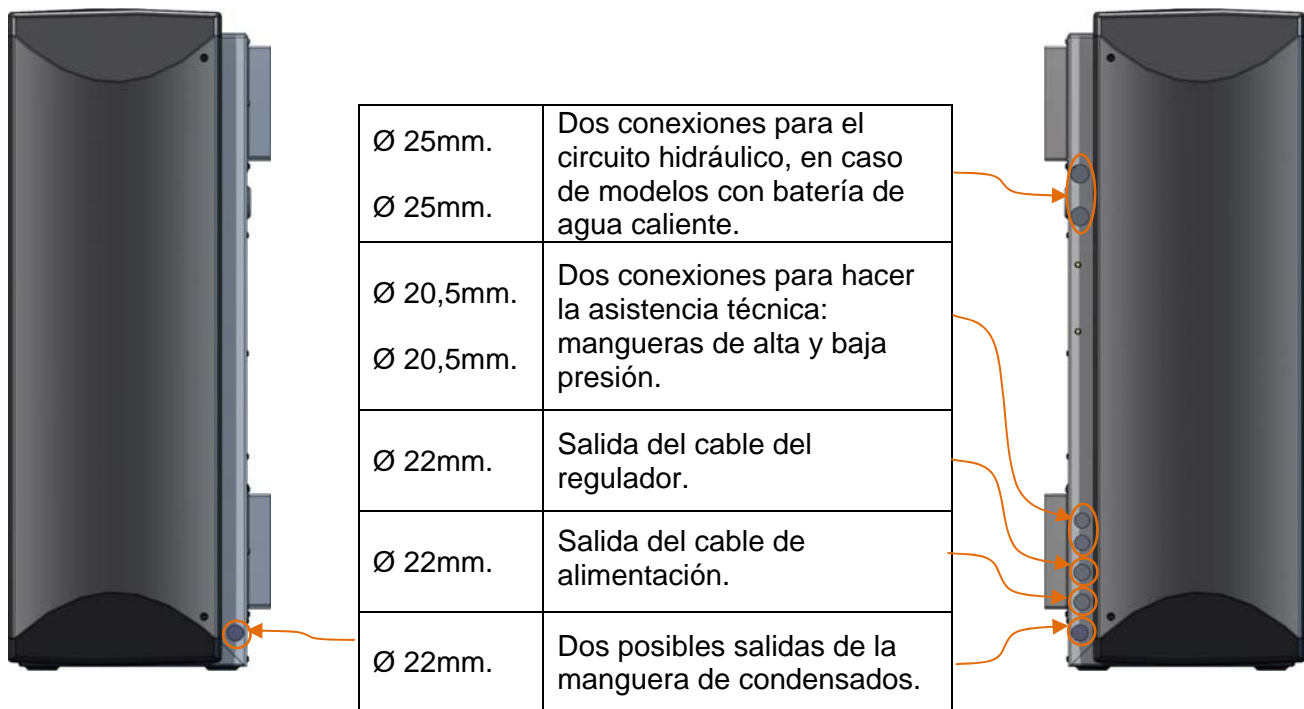 Ø 25mm.
Ø 25mm.
Dos conexiones para el
circuito hidráulico, en caso
de modelos con batería de
agua caliente.
Ø 20,5mm.
Ø 20,5mm.
Dos conexiones para hacer
la asistencia técnica:
mangueras de alta y baja
presión.
Ø 22mm.
Salida del cable del
regulador.
Ø 22mm.
Salida del cable de
alimentación.
Ø 22mm.
Dos posibles salidas de la
manguera de condensados.